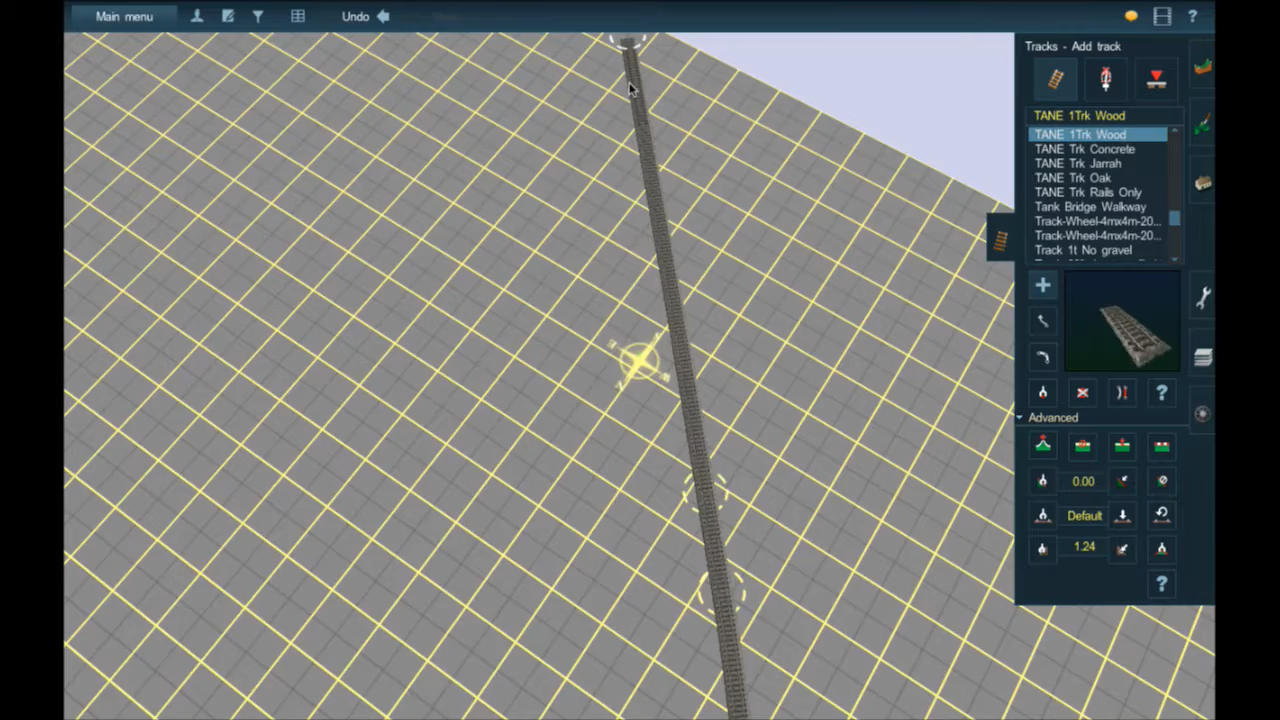 Main menu
Undo
?
Tracks - Add track
TANE 1Trk Wood
TANE 1Trk Wood
TANE Trk Concrete
TANE Trk Jarrah
TANE Trk Oak
TANE Trk Rails Only
Tank Bridge Walkway
Track-Wheel-4mx4m-20...
Track-Wheel-4mx4m-20...
Track 1t No gravel
?
Advanced
0.00
Default
1.24
?